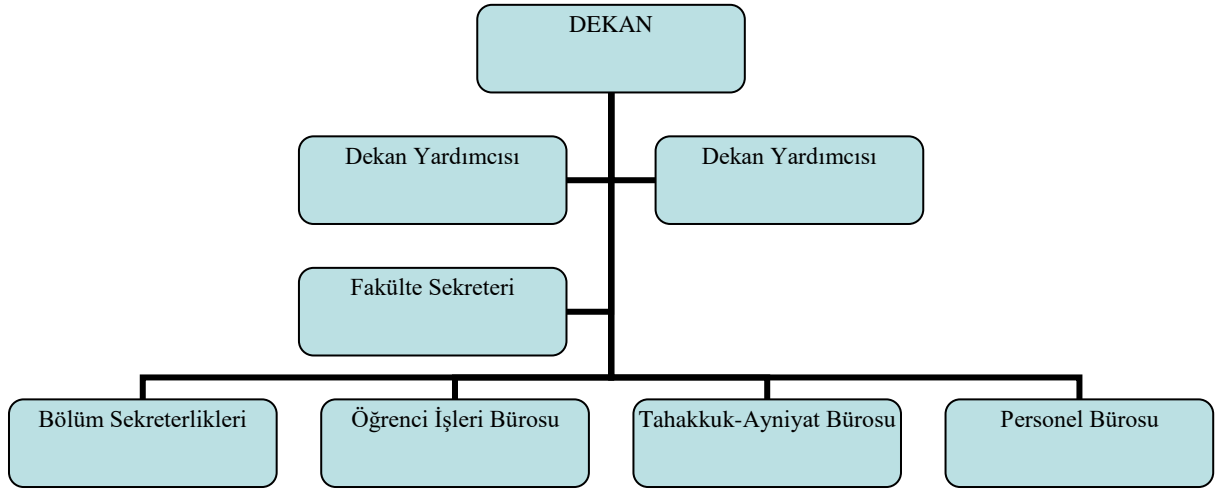 DEKAN
Dekan Yardımcısı
Dekan Yardımcısı
Fakülte Sekreteri
Bölüm Sekreterlikleri
Öğrenci İşleri Bürosu
Tahakkuk-Ayniyat Bürosu
Personel Bürosu